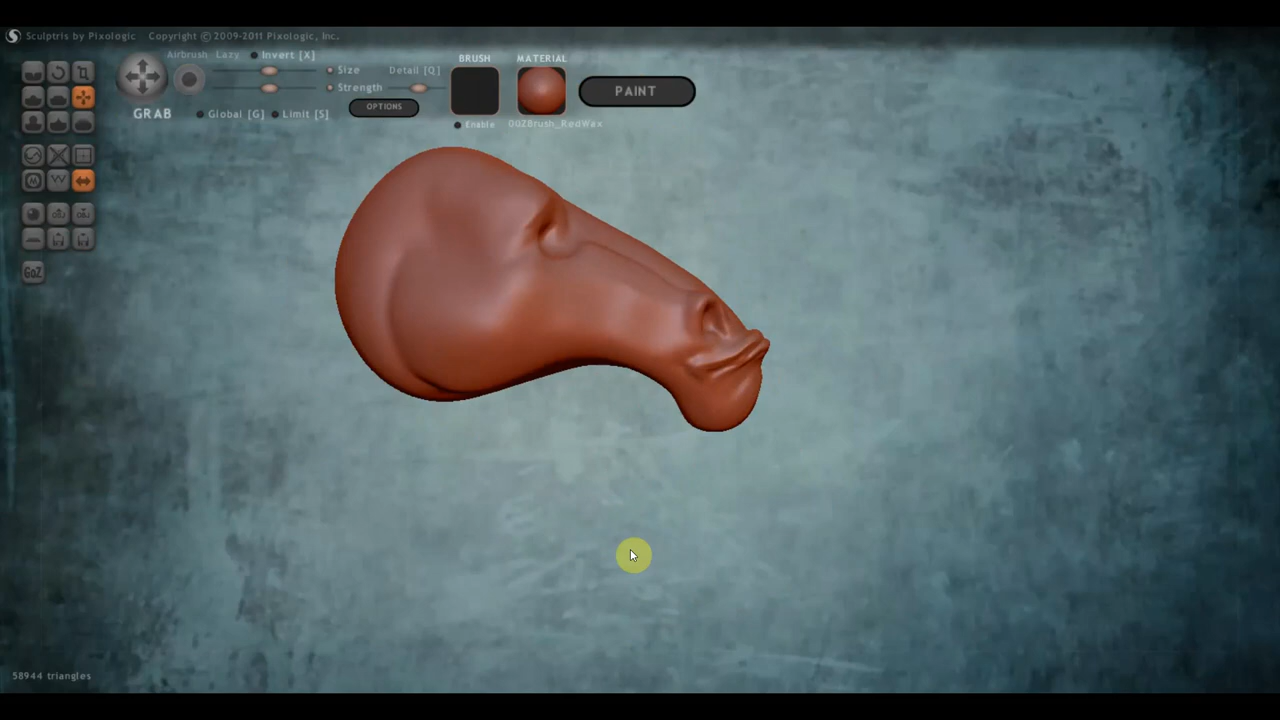 Sculptris by Pixologic Copyright © 2009-2011 Pixologic, Inc.
Airbrush Lazy Invert [X]
BRUSH MATERIAL
Size Detail [Q]
Strength
PAINT
OPTIONS
GRAB Global [G] Limit [S]
Enable 00ZBrush_RedWax
GoZ
58944 triangles